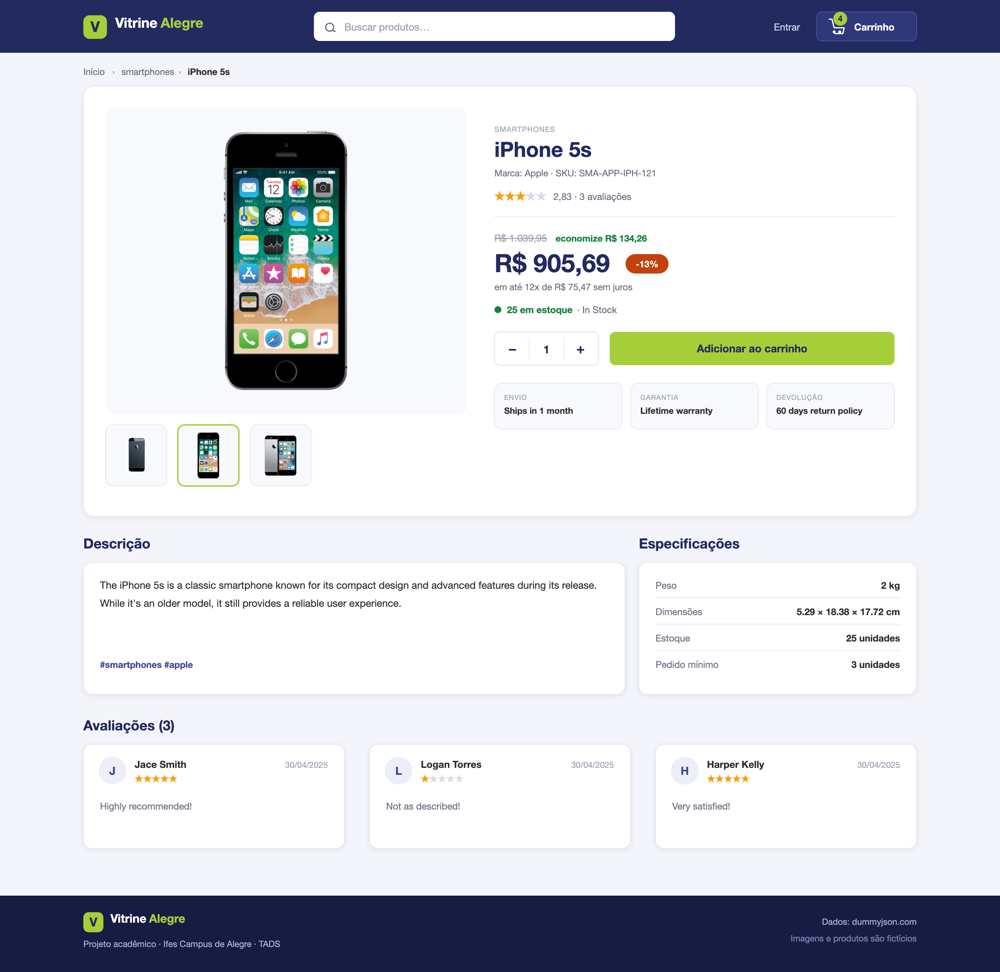 V Vitrine Alegre
Buscar produtos...
Entrar
4
Carrinho
Início › smartphones › iPhone 5s
9:41 AM 100%
Tuesday
12
Mail Calendar Photos Camera
Maps Clock Weather Home
Notes Stocks Reminders Videos
App Store iTunes Store Books Health
Wallet Settings
SMARTPHONES
iPhone 5s
Marca: Apple · SKU: SMA-APP-IPH-121
★★★★★ 2,83 · 3 avaliações
R$ 1.039,95 economize R$ 134,26
R$ 905,69 -13%
em até 12x de R$ 75,47 sem juros
25 em estoque · In Stock
− 1 + Adicionar ao carrinho
ENVIO
Ships in 1 month
GARANTIA
Lifetime warranty
DEVOLUÇÃO
60 days return policy
Descrição
The iPhone 5s is a classic smartphone known for its compact design and advanced features during its release.
While it's an older model, it still provides a reliable user experience.
#smartphones #apple
Especificações
Peso 2 kg
Dimensões 5.29 × 18.38 × 17.72 cm
Estoque 25 unidades
Pedido mínimo 3 unidades
Avaliações (3)
J Jace Smith 30/04/2025
★★★★★
Highly recommended!
L Logan Torres 30/04/2025
★★★★★
Not as described!
H Harper Kelly 30/04/2025
★★★★★
Very satisfied!
V Vitrine Alegre
Projeto acadêmico · Ifes Campus de Alegre · TADS
Dados: dummyjson.com
Imagens e produtos são fictícios